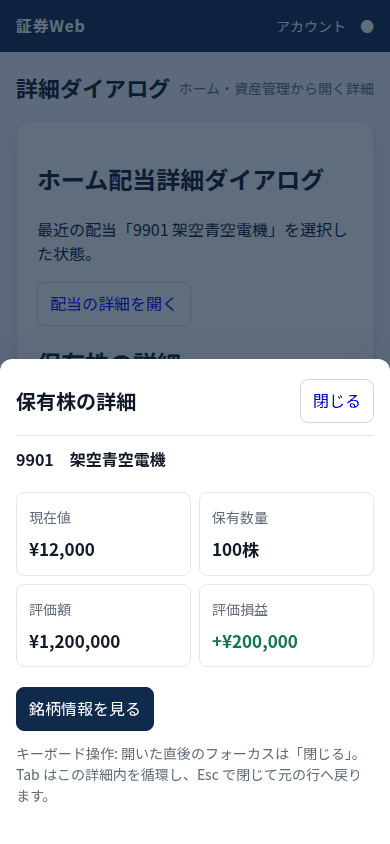 証券Web アカウント
詳細ダイアログ ホーム・資産管理から開く詳細
ホーム配当詳細ダイアログ
最近の配当「9901 架空青空電機」を選択し
た状態。
配当の詳細を開く
保有株の詳細
保有株の詳細 閉じる
9901 架空青空電機
現在値 保有数量
¥12,000 100株
評価額 評価損益
¥1,200,000 +¥200,000
銘柄情報を見る
キーボード操作: 開いた直後のフォーカスは「閉じる」。
Tab はこの詳細内を循環し、Esc で閉じて元の行へ戻り
ます。